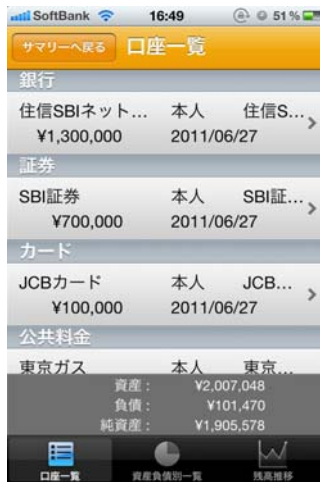 SoftBank 16:49 51%
サマリーへ戻る 口座一覧
銀行
住信SBIネット... 本人 住信S...
¥1,300,000 2011/06/27
証券
SBI証券 本人 SBI証...
¥700,000 2011/06/27
カード
JCBカード 本人 JCB...
¥100,000 2011/06/27
公共料金
東京ガス 本人 東京...
資産: ¥2,007,048
負債: ¥101,470
純資産: ¥1,905,578
口座一覧 資産負債別一覧 残高推移